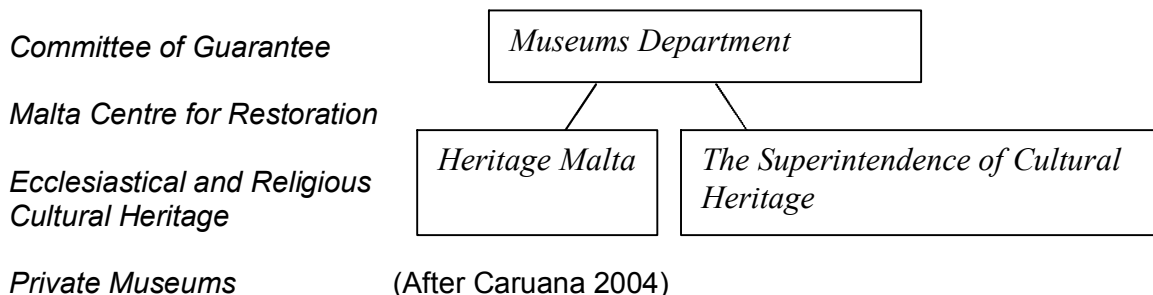 Committee of Guarantee
Museums Department
Malta Centre for Restoration
Heritage Malta
The Superintendence of Cultural
Heritage
Ecclesiastical and Religious
Cultural Heritage
Private Museums
(After Caruana 2004)